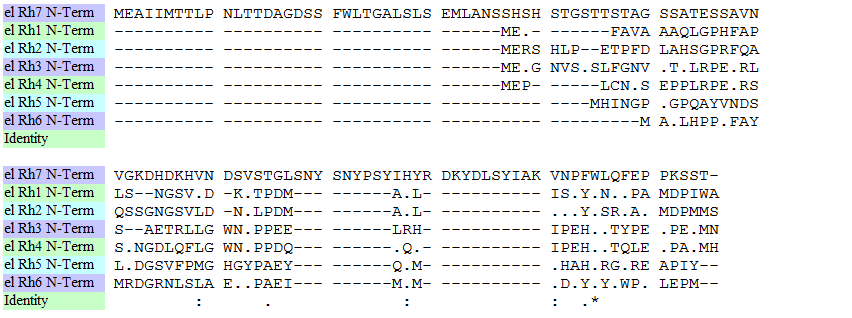 el Rh7 N-Term MEAIIMTTLP NLTTDAGDSS FWLTGALSLS EMLANSSHSH STGSTTSTAG SSATESSAVN
el Rh1 N-Term ---------- ---------- ---------- ------ME.- -----FAVA AAQLGPHFAP
el Rh2 N-Term ---------- ---------- ---------- ------MERS HLP--ETPFD LAHSGPRFQA
el Rh3 N-Term ---------- ---------- ---------- ------ME.G NVS.SLFGNV .T.LRPE.RL
el Rh4 N-Term ---------- ---------- ---------- ------MEP- -----LCN.S EPPLRPE.RS
el Rh5 N-Term ---------- ---------- ---------- ---------- ----MHINGP .GPQAYVNDS
el Rh6 N-Term ---------- ---------- ---------- ---------- ---------M A.LHPP.FAY
Identity
el Rh7 N-Term VGKDHDKHVN DSVSTGLSNY SNYPSYIHYR DKYDLSYIAK VNPFWLQFEP PKSST-
el Rh1 N-Term LS--NGSV.D -K.TPDM--- -------A.L- ---------- IS.Y.N..PA MDPIWA
el Rh2 N-Term QSSGNGSVLD -N.LPDM--- -------A.L- ---------- ...Y.SR.A. MDPMMS
el Rh3 N-Term S--AETRLLG WN.PPEE--- -------LRH- ---------- IPEH..TYPE .PE.MN
el Rh4 N-Term S.NGDLQFLG WN.PPDQ--- -------.Q.- ---------- IPEH..TQLE .PA.MH
el Rh5 N-Term L.DGSVFPMG HGYPAEY--- -------Q.M- ---------- .HAH.RG.RE APIY--
el Rh6 N-Term MRDGRNLSLA E..PAEI--- -------M.M- ---------- .D.Y.Y.WP. LEPM--
Identity : . : : .*